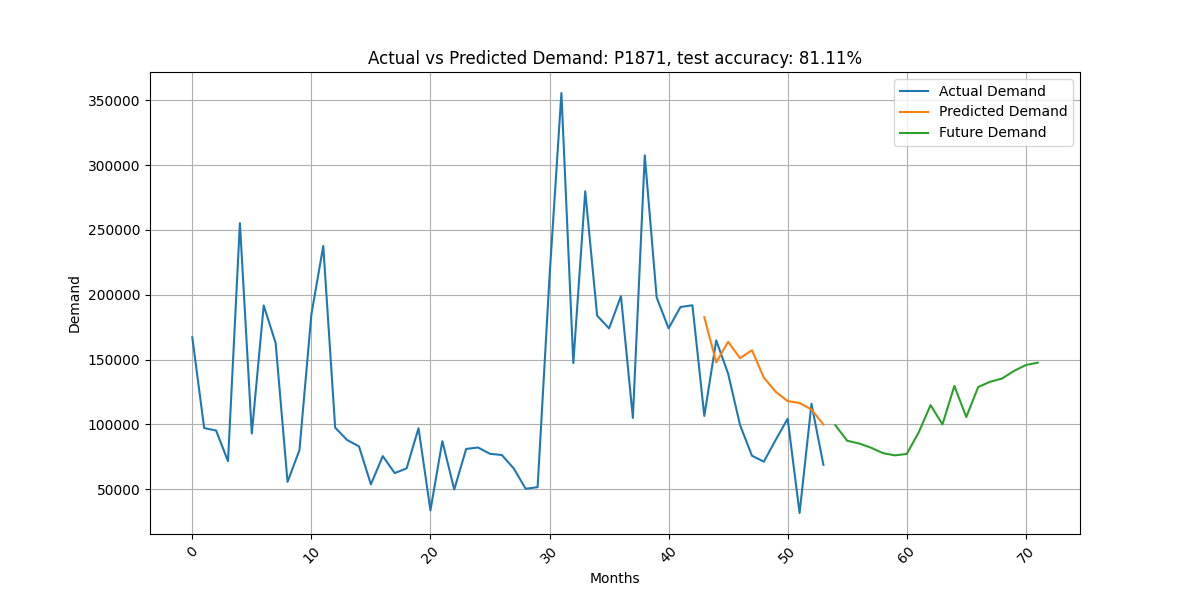 Actual vs Predicted Demand: P1871, test accuracy: 81.11%
Actual Demand
Predicted Demand
Future Demand
Demand
350000
300000
250000
200000
150000
100000
50000
0 10 20 30 40 50 60 70
Months